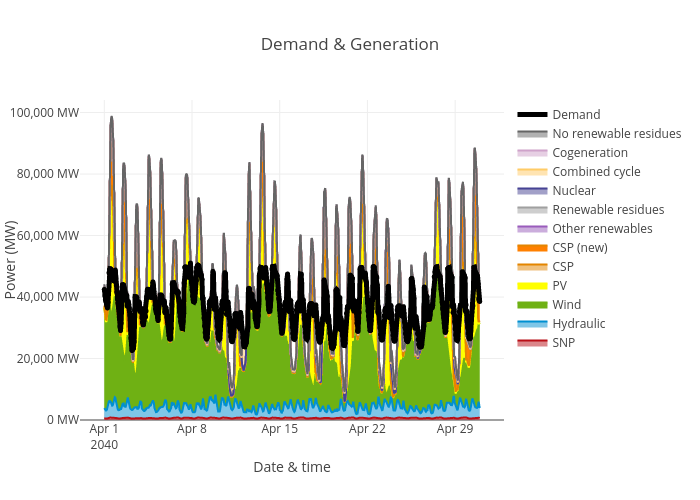 Demand & Generation
100,000 MW
80,000 MW
60,000 MW
40,000 MW
20,000 MW
0 MW
Power (MW)
Apr 1
2040
Apr 8
Apr 15
Apr 22
Apr 29
Date & time
Demand
No renewable residues
Cogeneration
Combined cycle
Nuclear
Renewable residues
Other renewables
CSP (new)
CSP
PV
Wind
Hydraulic
SNP